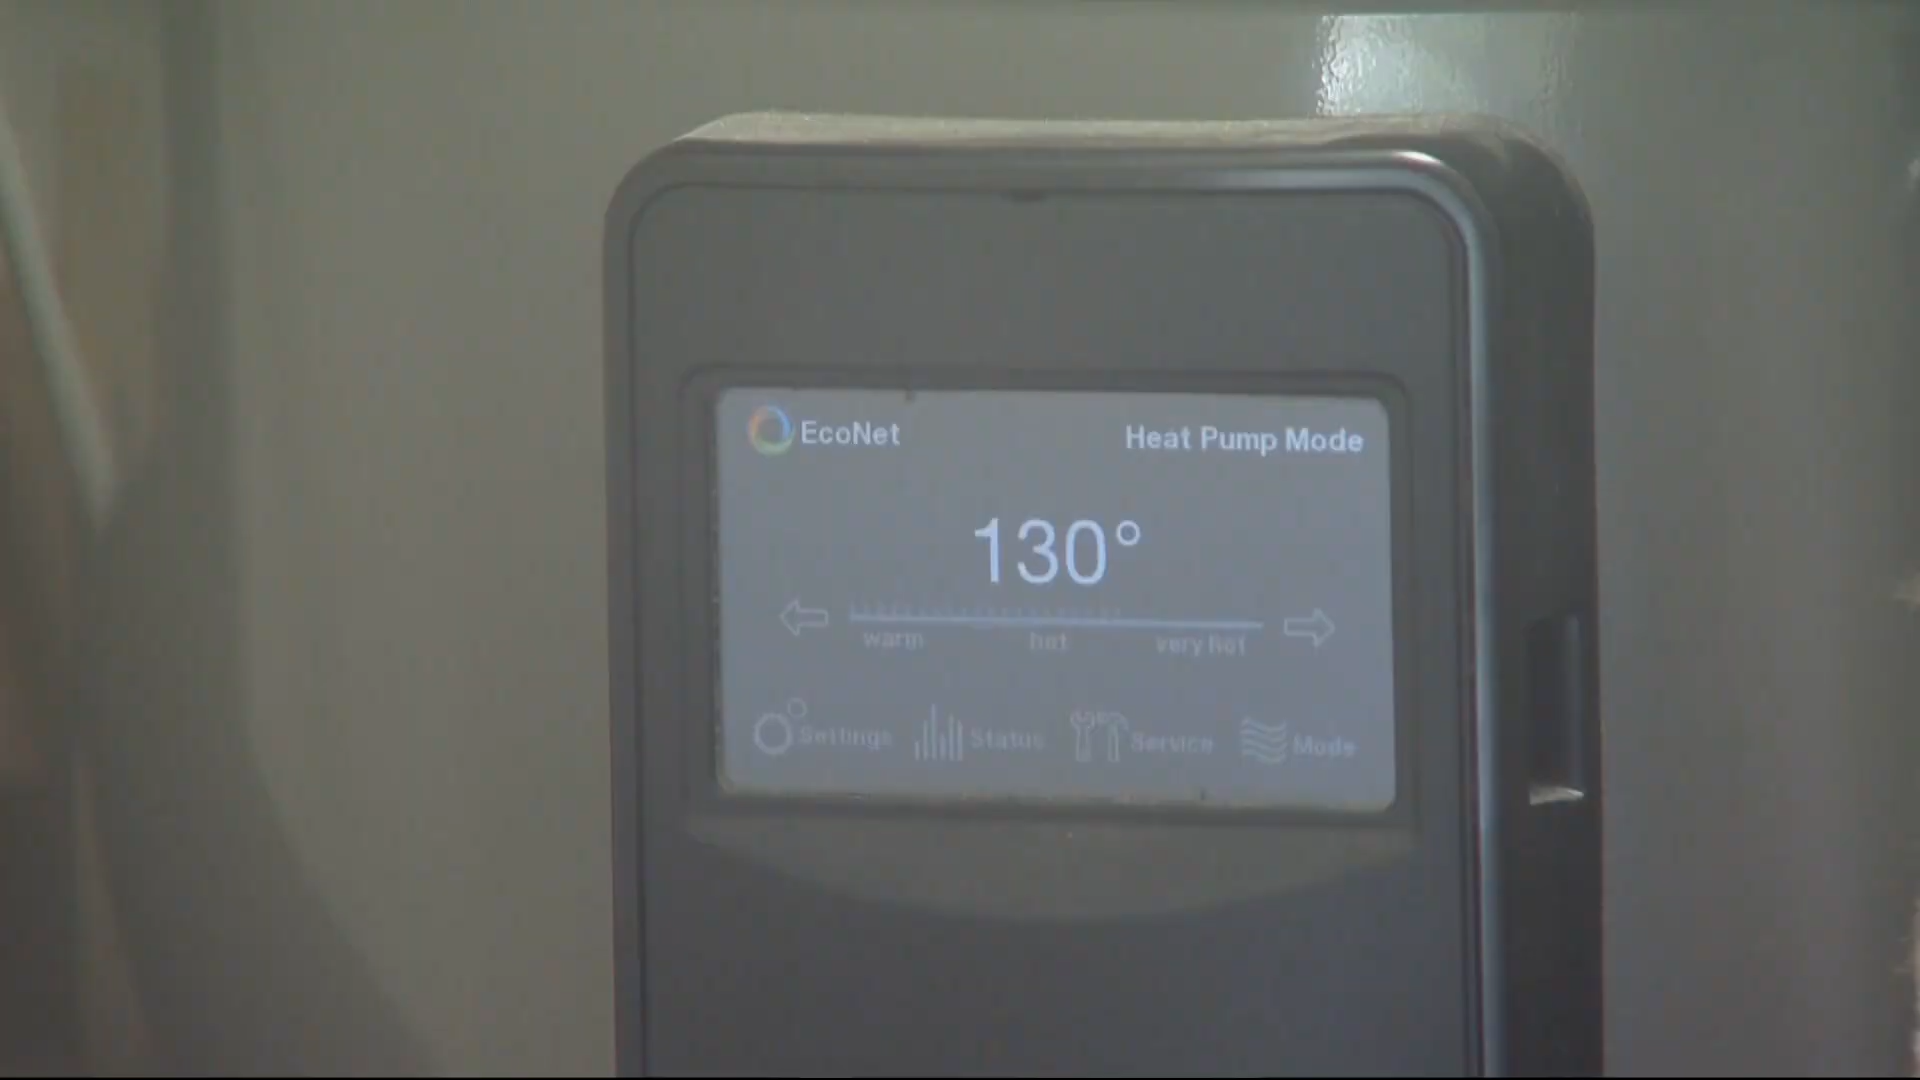 EcoNet Heat Pump Mode
130°
warm hot very hot
Settings Status Service Mode